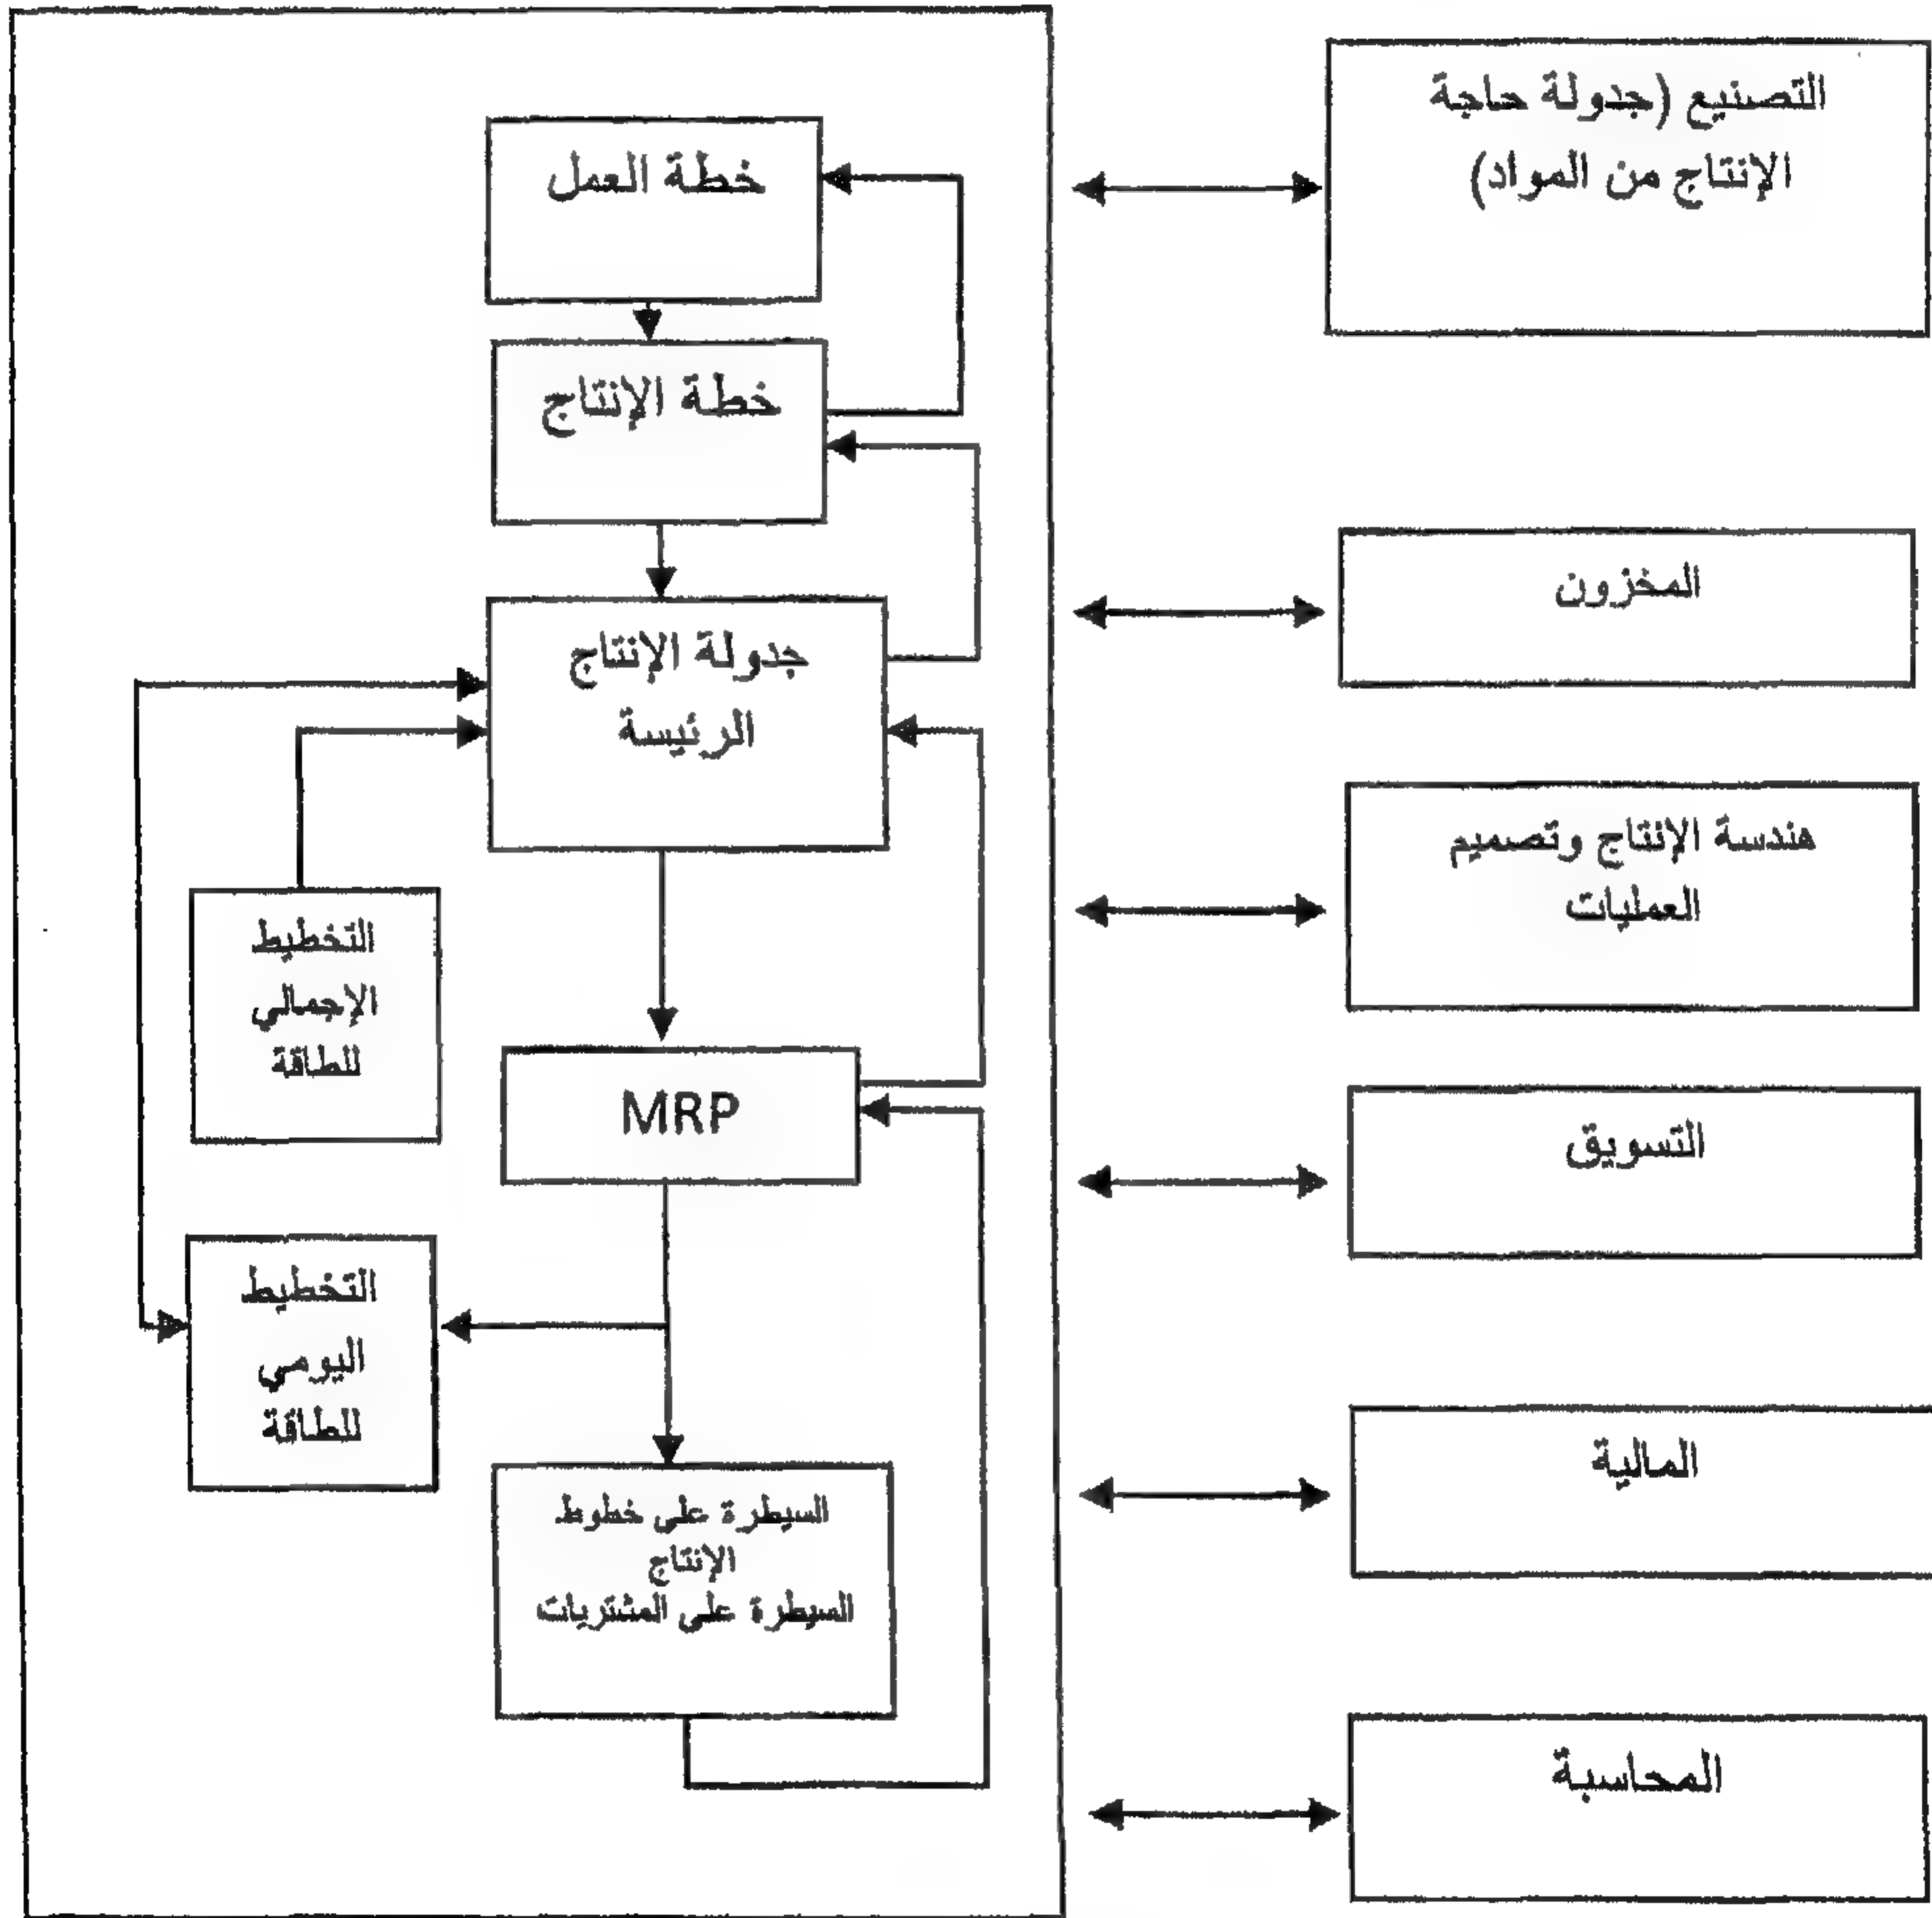 خطة العمل
خطة الإنتاج
جدولة الإنتاج
الرئيسة
التخطيط
الإجمالي
للطاقة
MRP
التخطيط
اليومي
للطاقة
السيطرة على خطوط
الإنتاج
السيطرة على المشتريات
التصنيع (جدولة حاجة
الإنتاج من المواد)
المخزون
هندسة الإنتاج وتصميم
العمليات
التسويق
المالية
المحاسبة